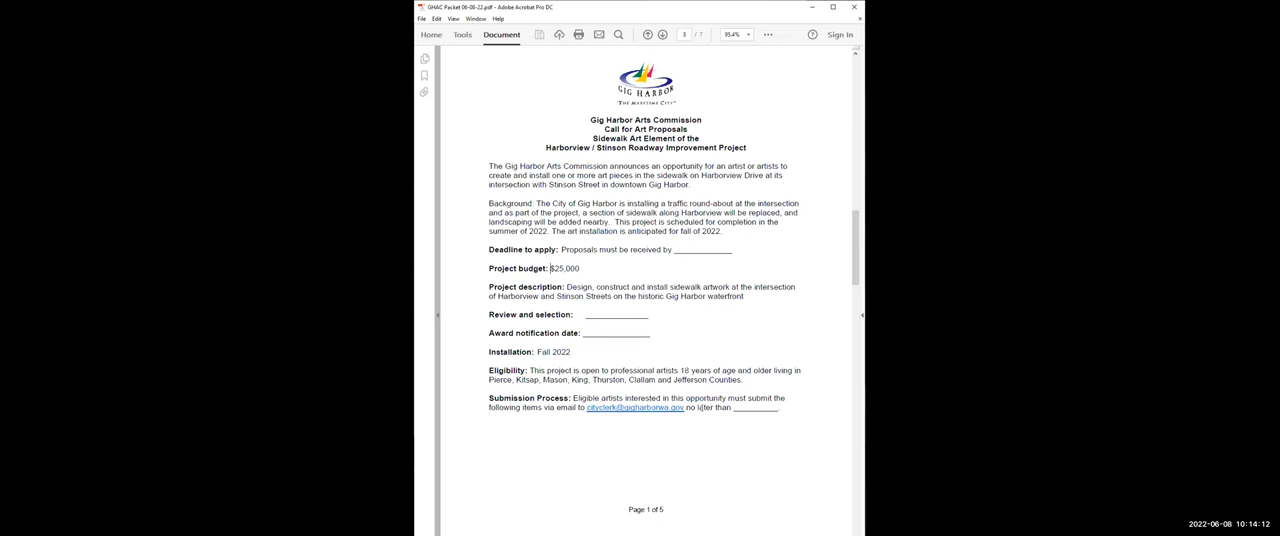 GHAC Packet 06-08-22.pdf - Adobe Acrobat Pro DC
File Edit View Window Help
Home Tools Document 3 / 7 95.4% Sign In
GIG HARBOR
"THE MARITIME CITY"
Gig Harbor Arts Commission
Call for Art Proposals
Sidewalk Art Element of the
Harborview / Stinson Roadway Improvement Project
The Gig Harbor Arts Commission announces an opportunity for an artist or artists to
create and install one or more art pieces in the sidewalk on Harborview Drive at its
intersection with Stinson Street in downtown Gig Harbor.
Background: The City of Gig Harbor is installing a traffic round-about at the intersection
and as part of the project, a section of sidewalk along Harborview will be replaced, and
landscaping will be added nearby. This project is scheduled for completion in the
summer of 2022. The art installation is anticipated for fall of 2022.
Deadline to apply: Proposals must be received by ______________
Project budget: $25,000
Project description: Design, construct and install sidewalk artwork at the intersection
of Harborview and Stinson Streets on the historic Gig Harbor waterfront
Review and selection: _______________
Award notification date: ________________
Installation: Fall 2022
Eligibility: This project is open to professional artists 18 years of age and older living in
Pierce, Kitsap, Mason, King, Thurston, Clallam and Jefferson Counties.
Submission Process: Eligible artists interested in this opportunity must submit the
following items via email to cityclerk@gigharborwa.gov no later than __________.
Page 1 of 5
2022-06-08 10:14:12